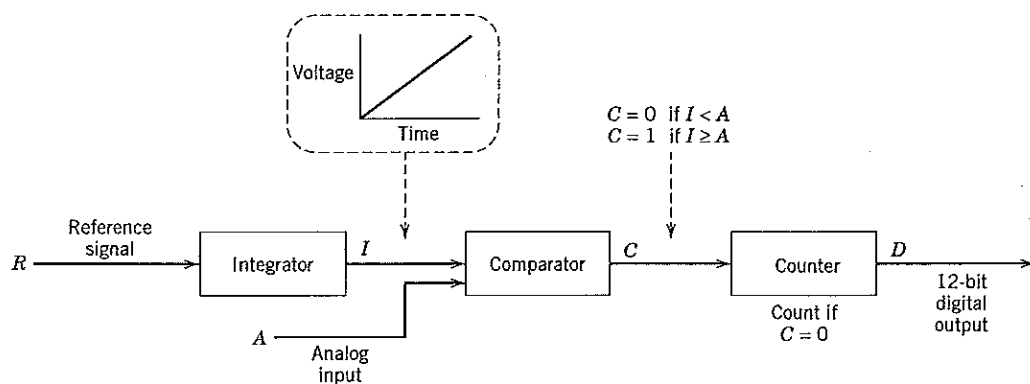 Voltage
Time
C = 0 if I < A
C = 1 if I ≥ A
Reference
signal
R
Integrator
I
Comparator
C
Counter
D
A
Analog
input
Count if
C = 0
12-bit
digital
output